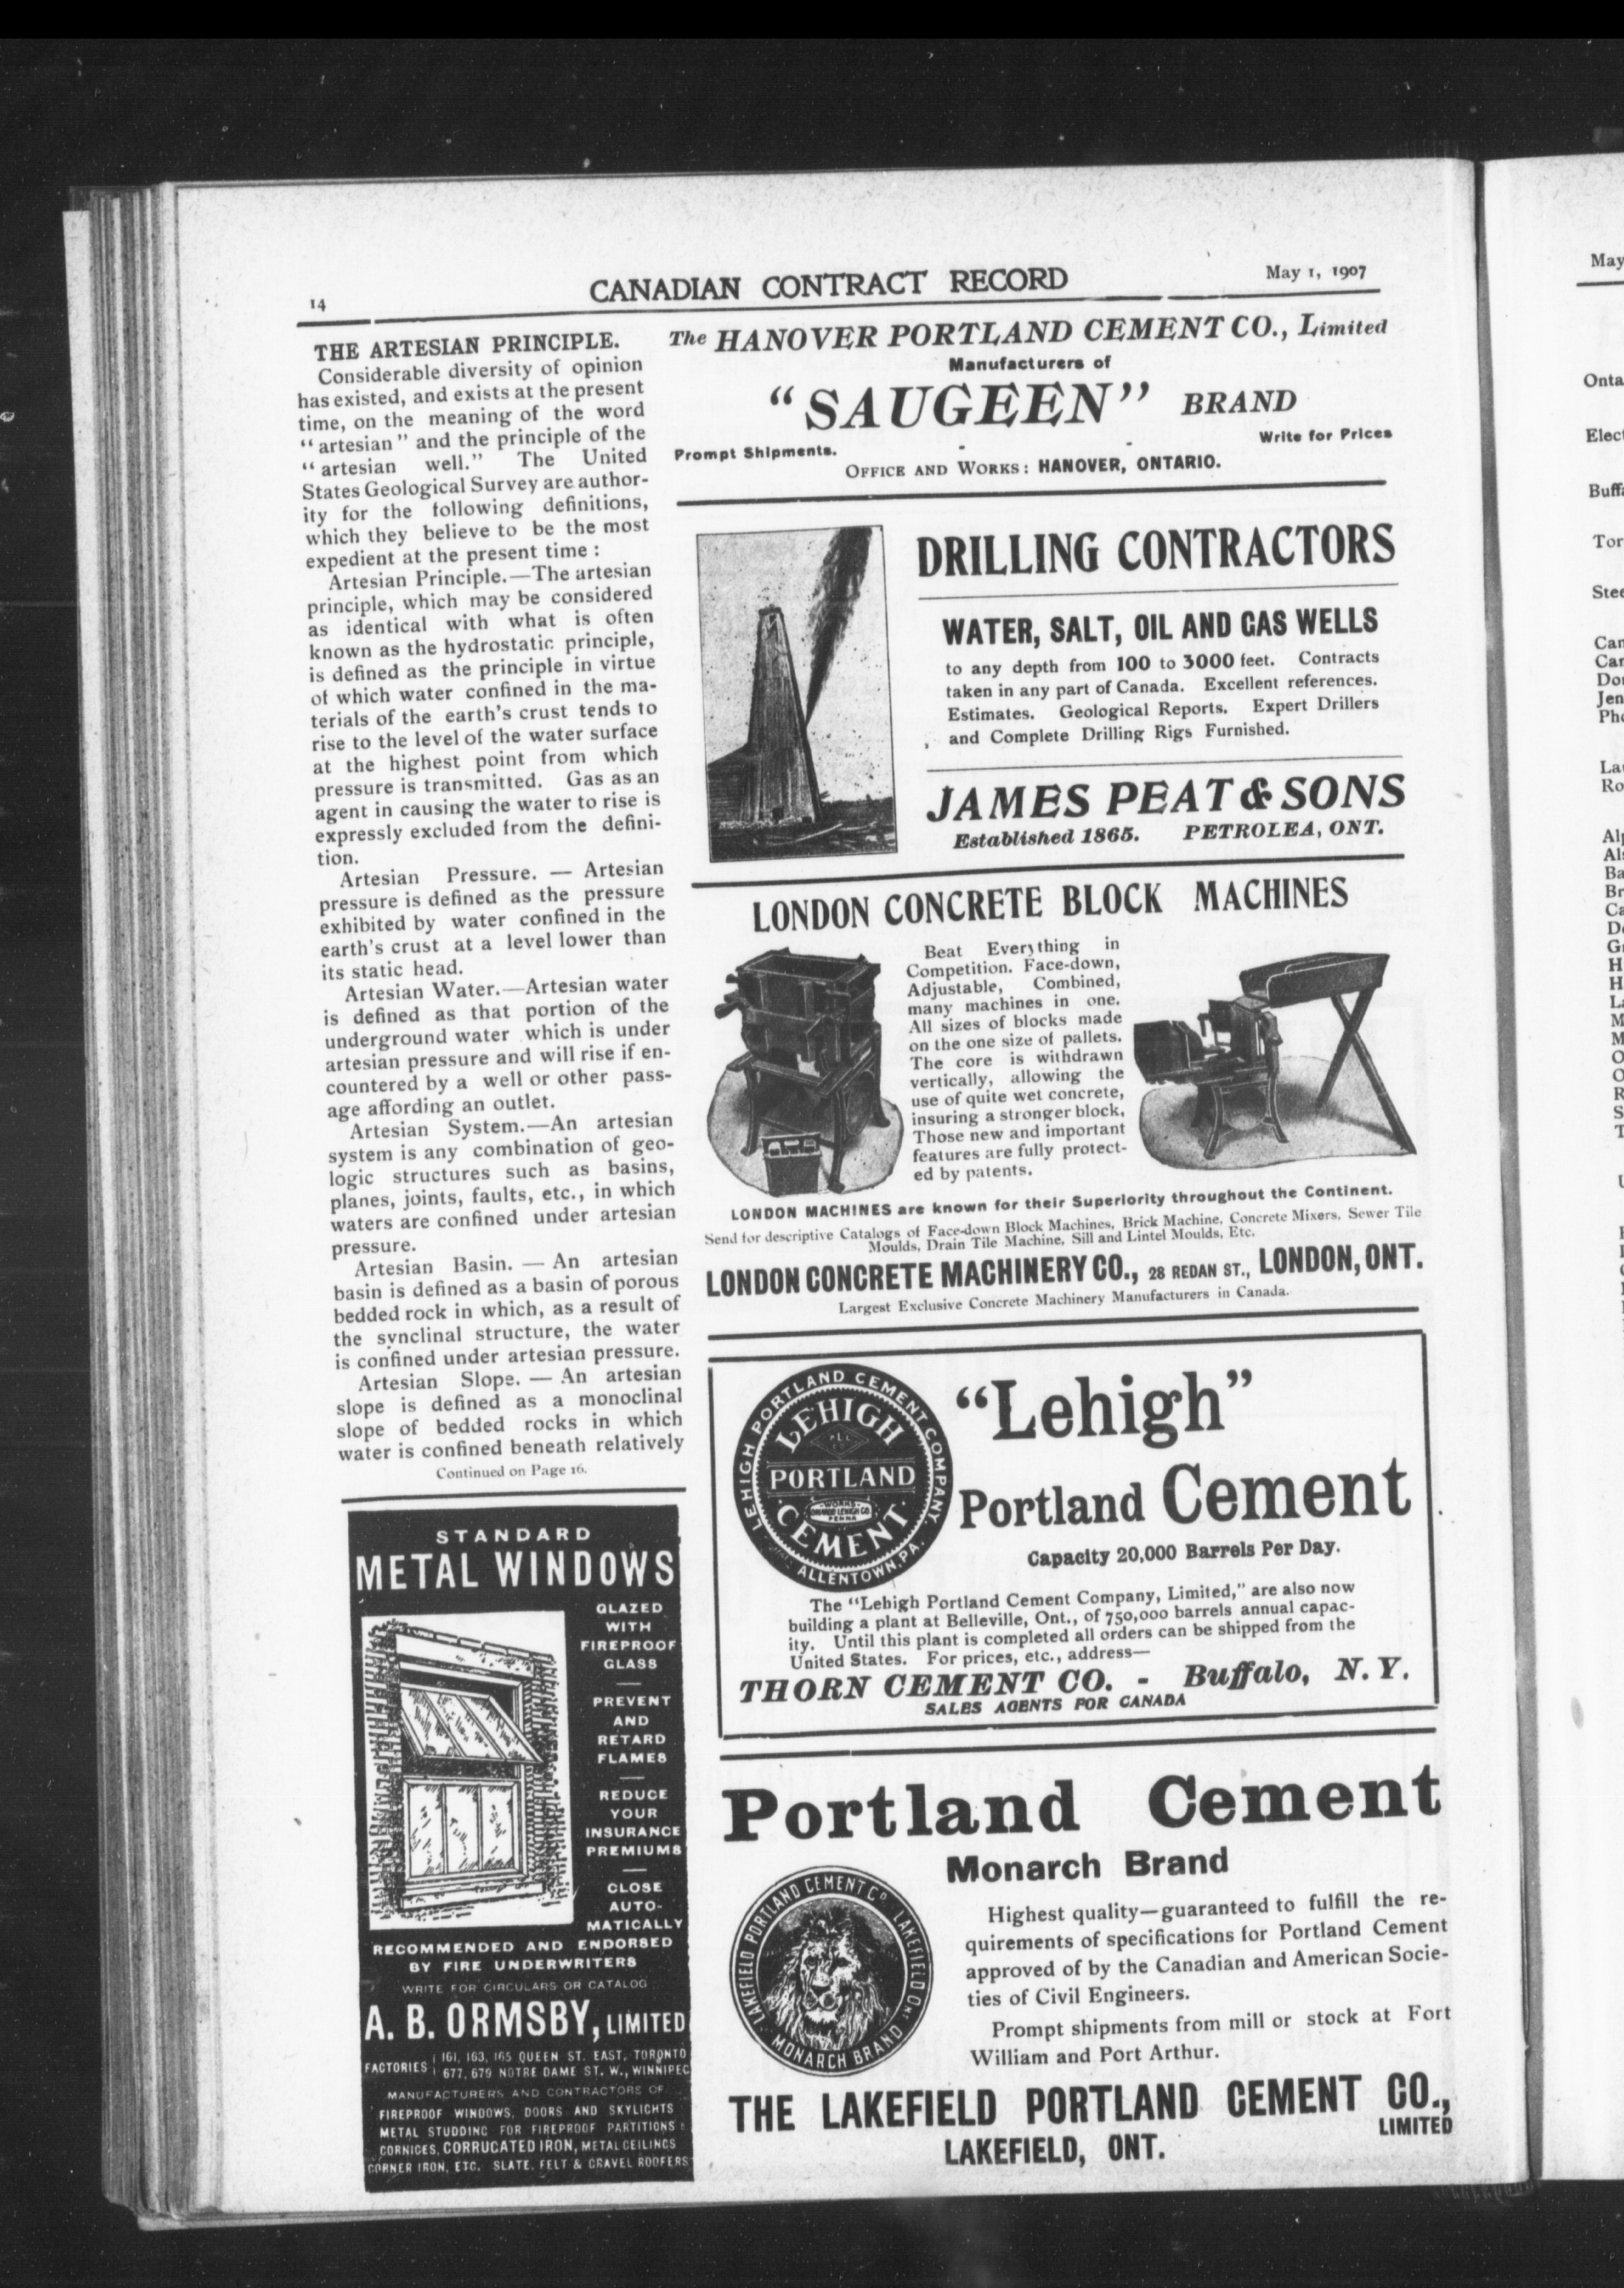 14
CANADIAN CONTRACT RECORD
May 1, 1907
THE ARTESIAN PRINCIPLE.
Considerable diversity of opinion
has existed, and exists at the present
time, on the meaning of the word
“artesian” and the principle of the
“artesian well.” The United
States Geological Survey are author-
ity for the following definitions,
which they believe to be the most
expedient at the present time :
Artesian Principle.—The artesian
principle, which may be considered
as identical with what is often
known as the hydrostatic principle,
is defined as the principle in virtue
of which water confined in the ma-
terials of the earth's crust tends to
rise to the level of the water surface
at the highest point from which
pressure is transmitted. Gas as an
agent in causing the water to rise is
expressly excluded from the defini-
tion.
Artesian Pressure. — Artesian
pressure is defined as the pressure
exhibited by water confined in the
earth's crust at a level lower than
its static head.
Artesian Water.—Artesian water
is defined as that portion of the
underground water which is under
artesian pressure and will rise if en-
countered by a well or other pass-
age affording an outlet.
Artesian System.—An artesian
system is any combination of geo-
logic structures such as basins,
planes, joints, faults, etc., in which
waters are confined under artesian
pressure.
Artesian Basin. — An artesian
basin is defined as a basin of porous
bedded rock in which, as a result of
the synclinal structure, the water
is confined under artesian pressure.
Artesian Slope. — An artesian
slope is defined as a monoclinal
slope of bedded rocks in which
water is confined beneath relatively
Continued on Page 16.
STANDARD
METAL WINDOWS
GLAZED
WITH
FIREPROOF
GLASS
PREVENT
AND
RETARD
FLAMES
REDUCE
YOUR
INSURANCE
PREMIUMS
CLOSE
AUTO-
MATICALLY
RECOMMENDED AND ENDORSED
BY FIRE UNDERWRITERS
WRITE FOR CIRCULARS OR CATALOG
A. B. ORMSBY, LIMITED
FACTORIES 161, 163, 165 QUEEN ST. EAST, TORONTO
677, 679 NOTRE DAME ST. W., WINNIPEG
MANUFACTURERS AND CONTRACTORS OF
FIREPROOF WINDOWS, DOORS AND SKYLIGHTS
METAL STUDDING FOR FIREPROOF PARTITIONS
CORNICES, CORRUGATED IRON, METAL CEILINGS
CORNER IRON, ETC. SLATE, FELT & GRAVEL ROOFERS
The HANOVER PORTLAND CEMENT CO., Limited
Manufacturers of
“SAUGEEN” BRAND
Prompt Shipments. Write for Prices
OFFICE AND WORKS: HANOVER, ONTARIO.
DRILLING CONTRACTORS
WATER, SALT, OIL AND GAS WELLS
to any depth from 100 to 3000 feet. Contracts
taken in any part of Canada. Excellent references.
Estimates. Geological Reports. Expert Drillers
and Complete Drilling Rigs Furnished.
JAMES PEAT & SONS
Established 1865. PETROLEA, ONT.
LONDON CONCRETE BLOCK MACHINES
Beat Everything in
Competition. Face-down,
Adjustable, Combined,
many machines in one.
All sizes of blocks made
on the one size of pallets.
The core is withdrawn
vertically, allowing the
use of quite wet concrete,
insuring a stronger block.
Those new and important
features are fully protect-
ed by patents.
LONDON MACHINES are known for their Superiority throughout the Continent.
Send for descriptive Catalogs of Face-down Block Machines, Brick Machine, Concrete Mixers, Sewer Tile
Moulds, Drain Tile Machine, Sill and Lintel Moulds, Etc.
LONDON CONCRETE MACHINERY CO., 28 REDAN ST., LONDON, ONT.
Largest Exclusive Concrete Machinery Manufacturers in Canada.
LEHIGH PORTLAND CEMENT COMPANY.
ALLENTOWN, PA.
LEHIGH
PORTLAND
CEMENT
“Lehigh”
Portland Cement
Capacity 20,000 Barrels Per Day.
The “Lehigh Portland Cement Company, Limited,” are also now
building a plant at Belleville, Ont., of 750,000 barrels annual capac-
ity. Until this plant is completed all orders can be shipped from the
United States. For prices, etc., address—
THORN CEMENT CO. - Buffalo, N. Y.
SALES AGENTS FOR CANADA
Portland Cement
Monarch Brand
LAKEFIELD PORTLAND CEMENT Co. LAKEFIELD ONT
MONARCH BRAND
Highest quality—guaranteed to fulfill the re-
quirements of specifications for Portland Cement
approved of by the Canadian and American Socie-
ties of Civil Engineers.
Prompt shipments from mill or stock at Fort
William and Port Arthur.
THE LAKEFIELD PORTLAND CEMENT CO.,
LIMITED
LAKEFIELD, ONT.
May